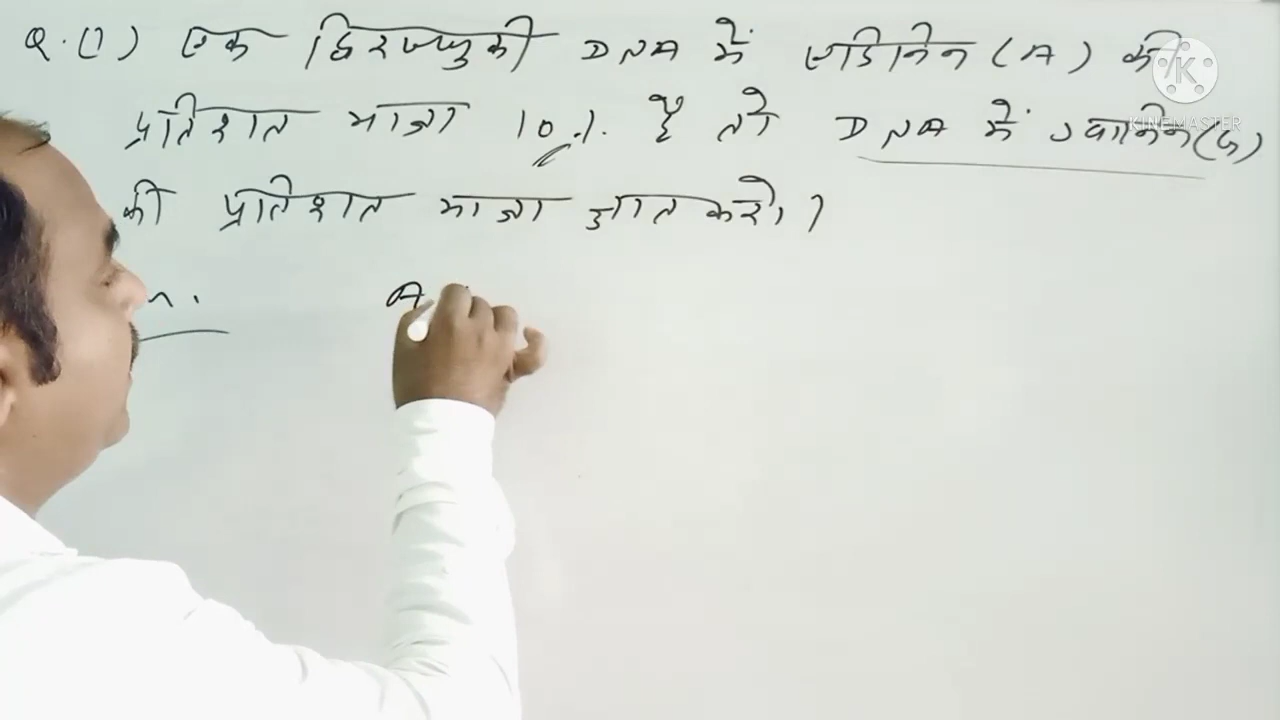 Q.(1) एक द्विरज्जुकी DNA में एडिनिन (A) की
प्रतिशत मात्रा 10% है तो DNA में ग्वानिन(G)
की प्रतिशत मात्रा ज्ञात करो।?
A
KINEMASTER